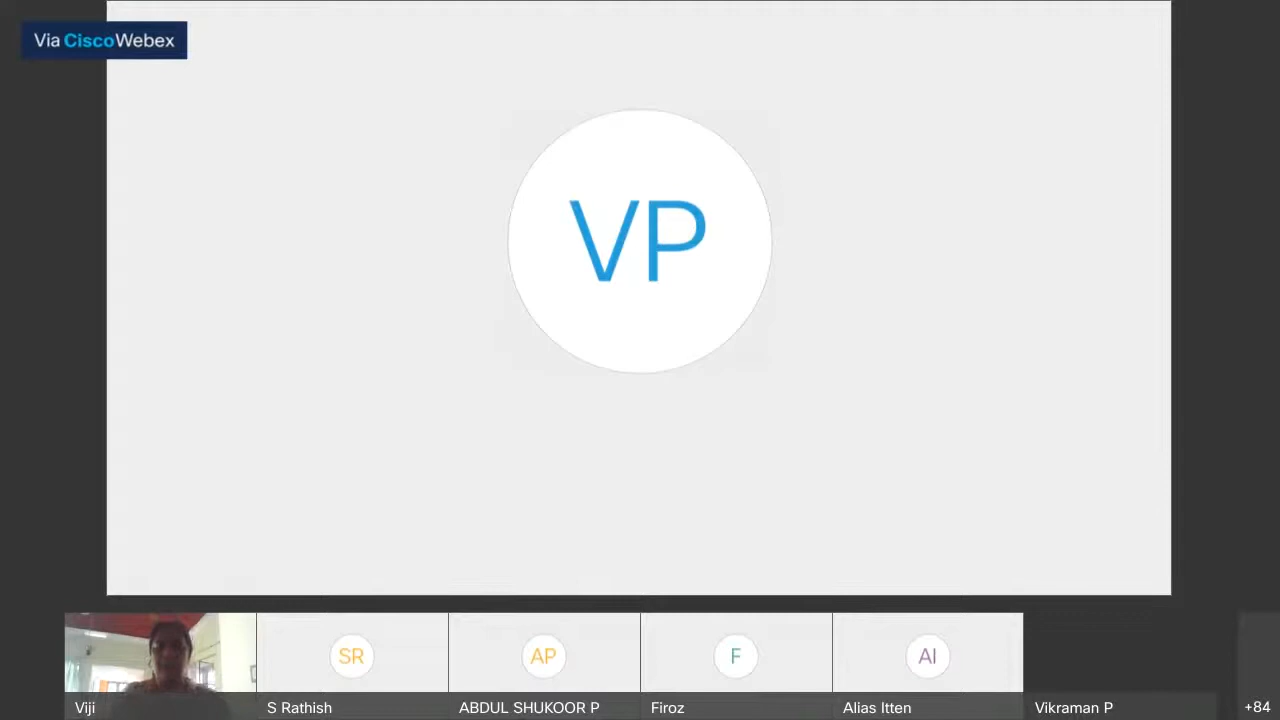 Via CiscoWebex
VP
SR
AP
F
AI
Viji
S Rathish
ABDUL SHUKOOR P
Firoz
Alias Itten
Vikraman P
+84